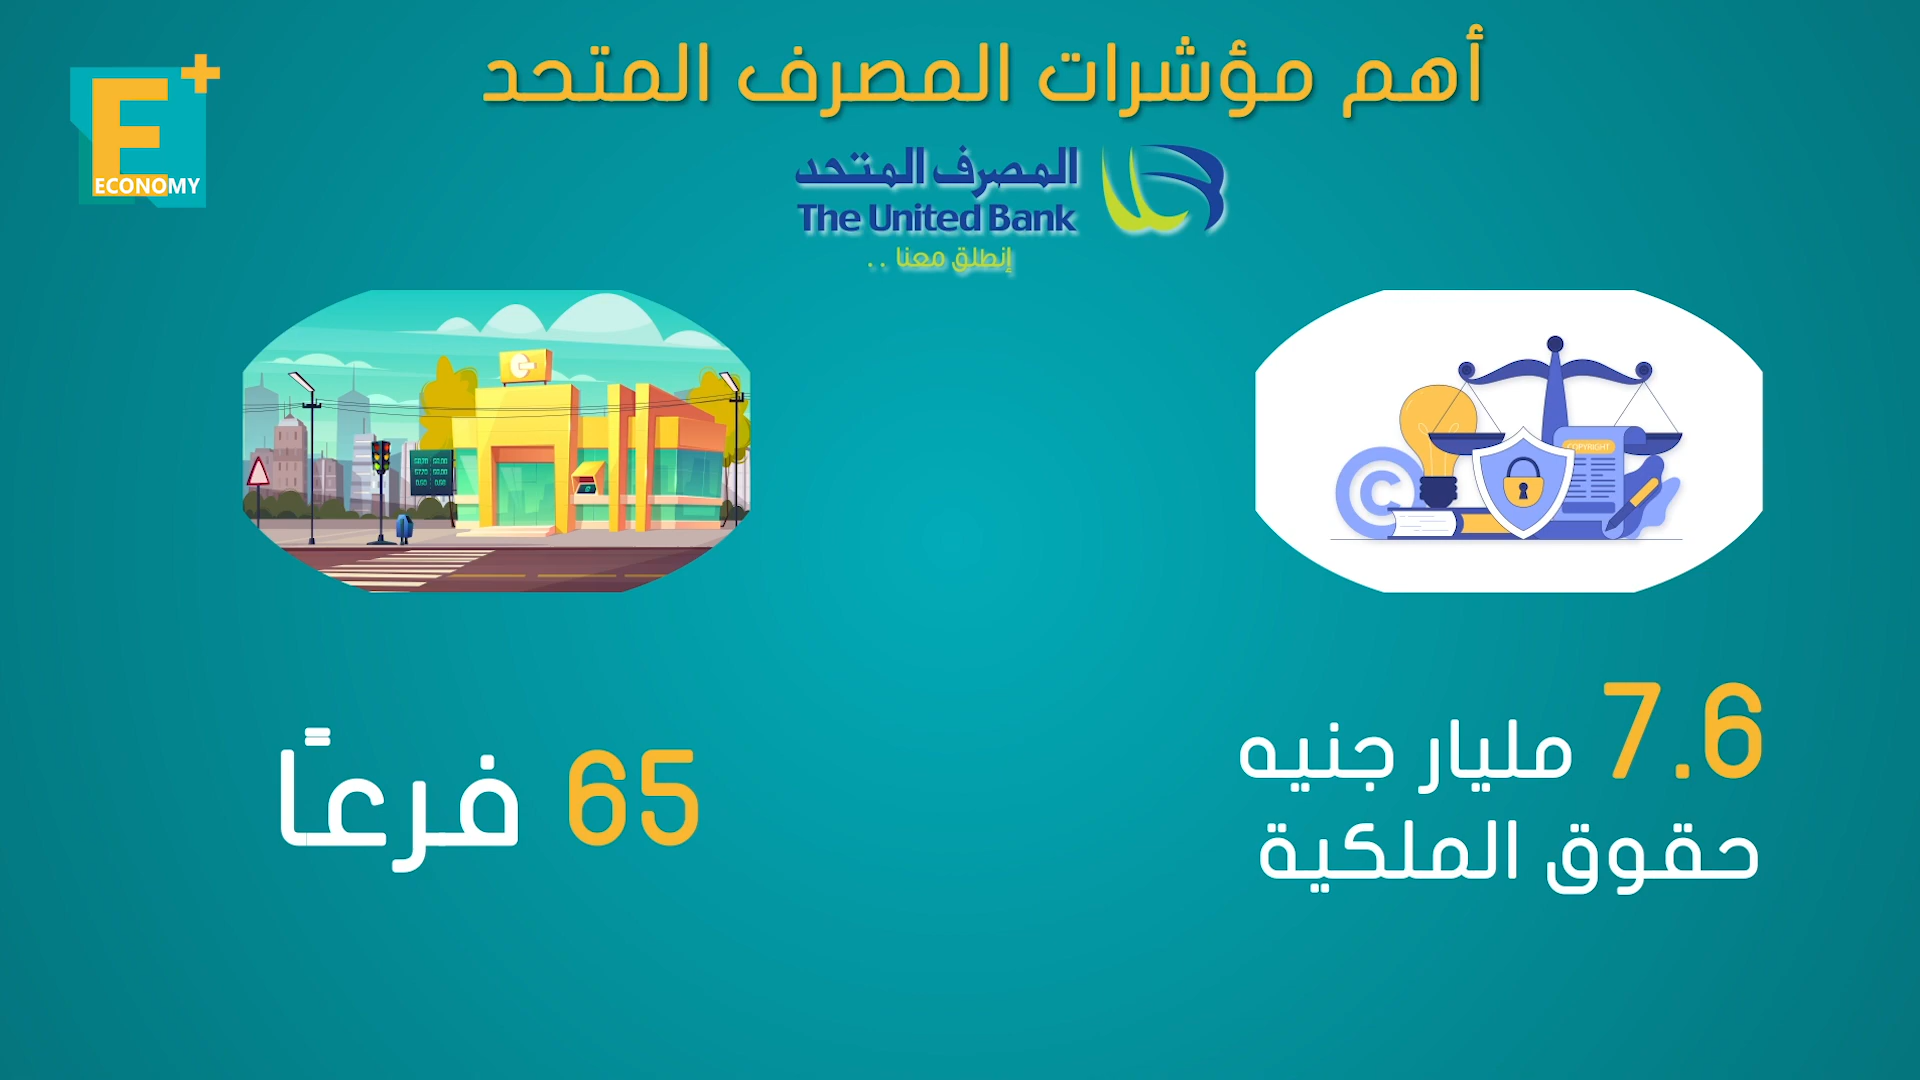 أهم مؤشرات المصرف المتحد
E+
ECONOMY
المصرف المتحد
The United Bank
إنطلق معنا . .
COPYRIGHT
7.6 مليار جنيه
حقوق الملكية
65 فرعًا